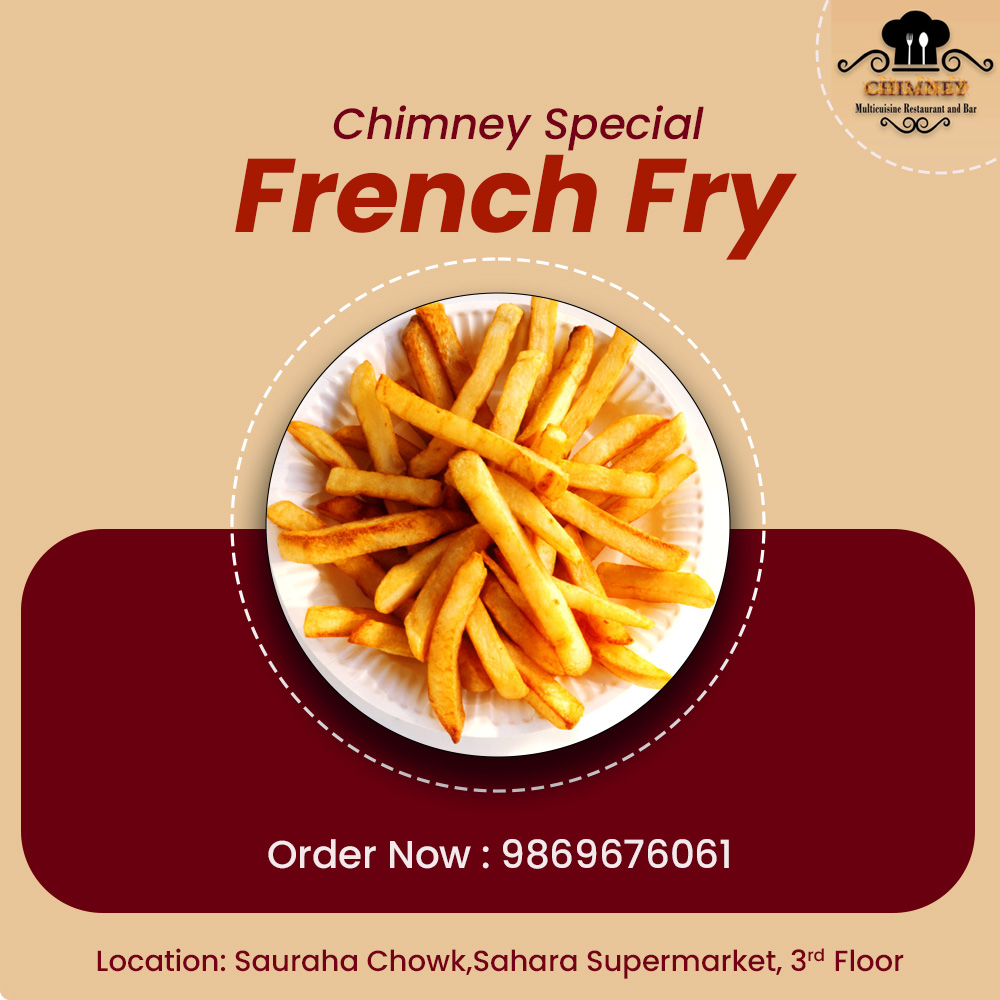 CHIMNEY
Multicuisine Restaurant and Bar
Chimney Special
French Fry
Order Now : 9869676061
Location: Sauraha Chowk,Sahara Supermarket, 3rd Floor